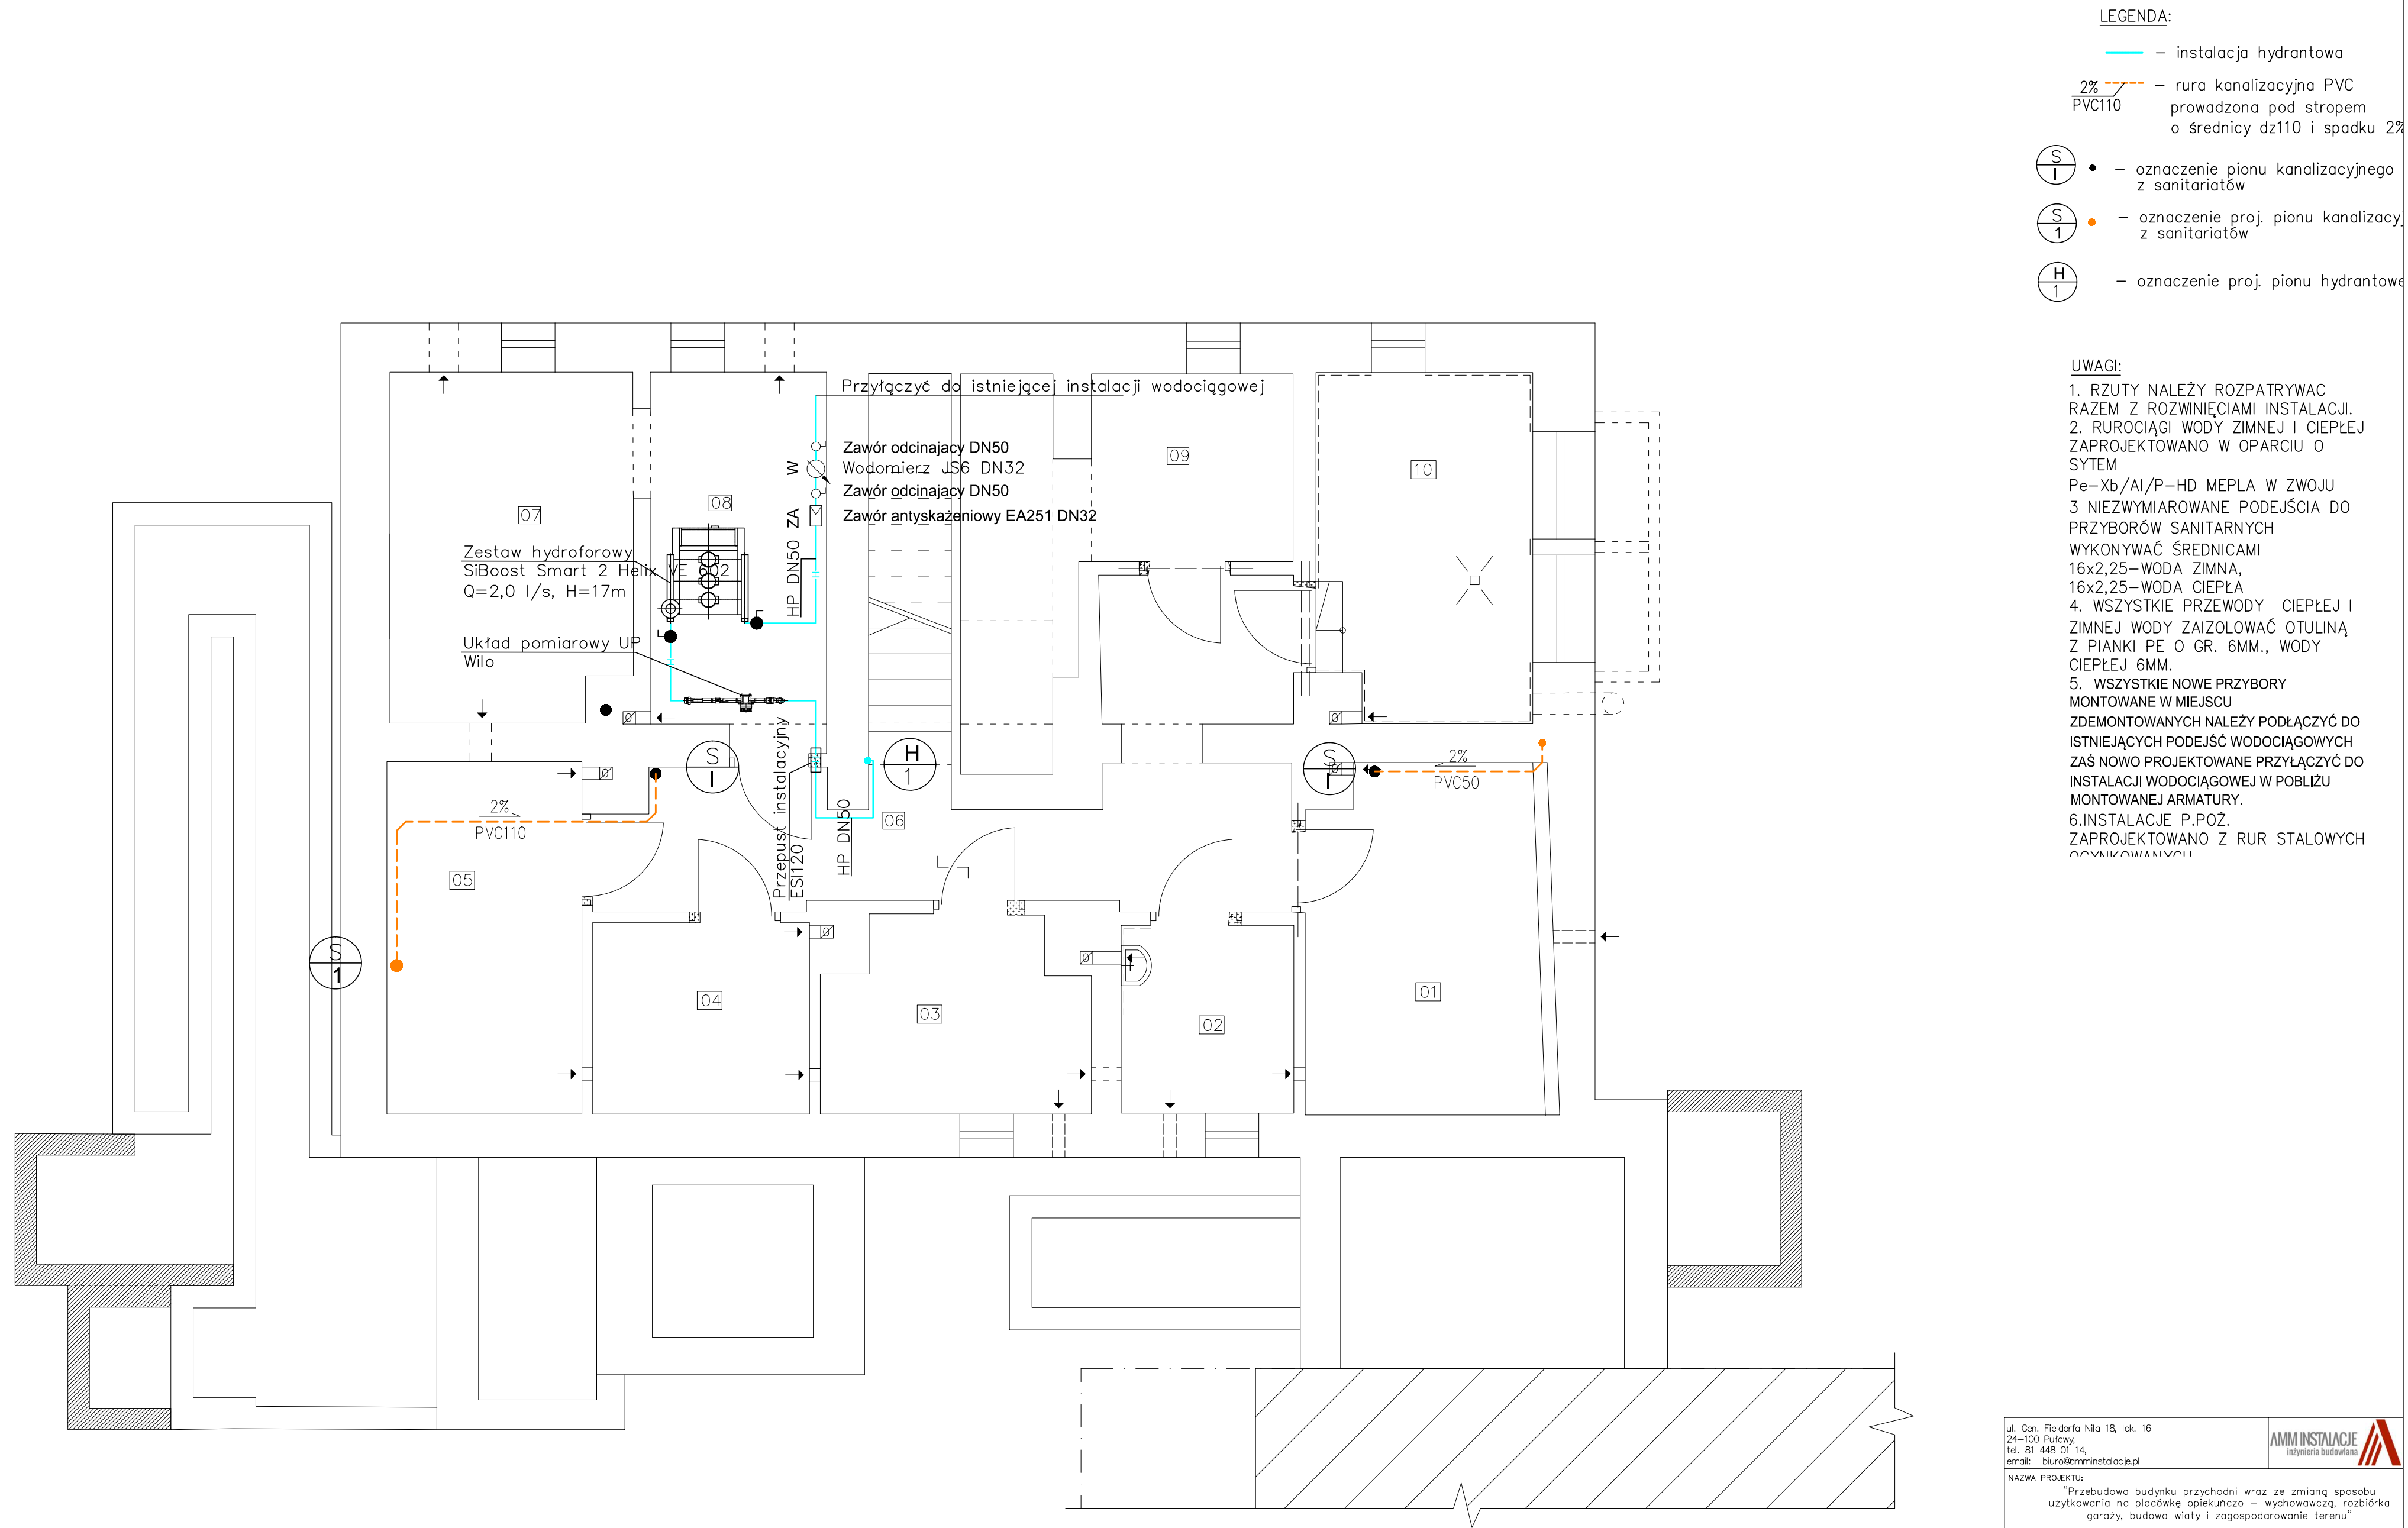 LEGENDA:
– instalacja hydrantowa
2%
PVC110
– rura kanalizacyjna PVC
prowadzona pod stropem
o średnicy dz110 i spadku 2%
S
I
– oznaczenie pionu kanalizacyjnego
z sanitariatów
S
1
– oznaczenie proj. pionu kanalizacyj
z sanitariatów
H
1
– oznaczenie proj. pionu hydrantowe
UWAGI:
1. RZUTY NALEŻY ROZPATRYWAC
RAZEM Z ROZWINIĘCIAMI INSTALACJI.
2. RUROCIĄGI WODY ZIMNEJ I CIEPŁEJ
ZAPROJEKTOWANO W OPARCIU O
SYTEM
Pe–Xb/Al/P–HD MEPLA W ZWOJU
3 NIEZWYMIAROWANE PODEJŚCIA DO
PRZYBORÓW SANITARNYCH
WYKONYWAĆ ŚREDNICAMI
16x2,25–WODA ZIMNA,
16x2,25–WODA CIEPŁA
4. WSZYSTKIE PRZEWODY CIEPŁEJ I
ZIMNEJ WODY ZAIZOLOWAĆ OTULINĄ
Z PIANKI PE O GR. 6MM., WODY
CIEPŁEJ 6MM.
5. WSZYSTKIE NOWE PRZYBORY
MONTOWANE W MIEJSCU
ZDEMONTOWANYCH NALEŻY PODŁĄCZYĆ DO
ISTNIEJĄCYCH PODEJŚĆ WODOCIĄGOWYCH
ZAŚ NOWO PROJEKTOWANE PRZYŁĄCZYĆ DO
INSTALACJI WODOCIĄGOWEJ W POBLIŻU
MONTOWANEJ ARMATURY.
6.INSTALACJE P.POŻ.
ZAPROJEKTOWANO Z RUR STALOWYCH
OCYNKOWANYCH
Przyłączyć do istniejącej instalacji wodociągowej
Zawór odcinajacy DN50
W
Wodomierz JS6 DN32
Zawór odcinajacy DN50
ZA
Zawór antyskażeniowy EA251 DN32
HP DN50
07
08
09
10
Zestaw hydroforowy
SiBoost Smart 2 Helix VE 602
Q=2,0 l/s, H=17m
Układ pomiarowy UP
Wilo
Przepust instalacyjny
ESI120
HP DN50
S
I
H
1
S
I
2%
PVC50
2%
PVC110
06
05
S
1
04
03
02
01
ul. Gen. Fieldorfa Nila 18, lok. 16
24–100 Puławy,
tel. 81 448 01 14,
email: biuro@amminstalacje.pl
AMM INSTALACJE
inżynieria budowlana
NAZWA PROJEKTU:
"Przebudowa budynku przychodni wraz ze zmianą sposobu
użytkowania na placówkę opiekuńczo – wychowawczą, rozbiórka
garaży, budowa wiaty i zagospodarowanie terenu"